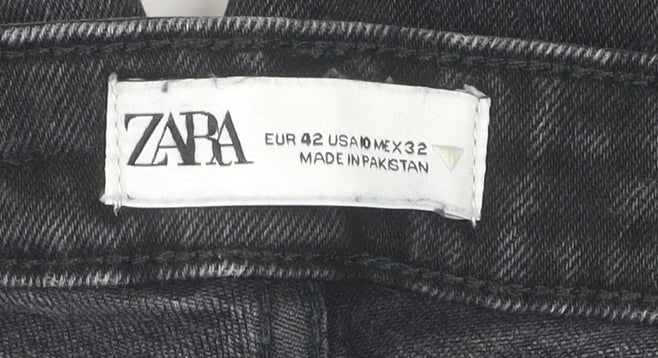 ZARA
EUR 42 USA 10 MEX 32
MADE IN PAKISTAN